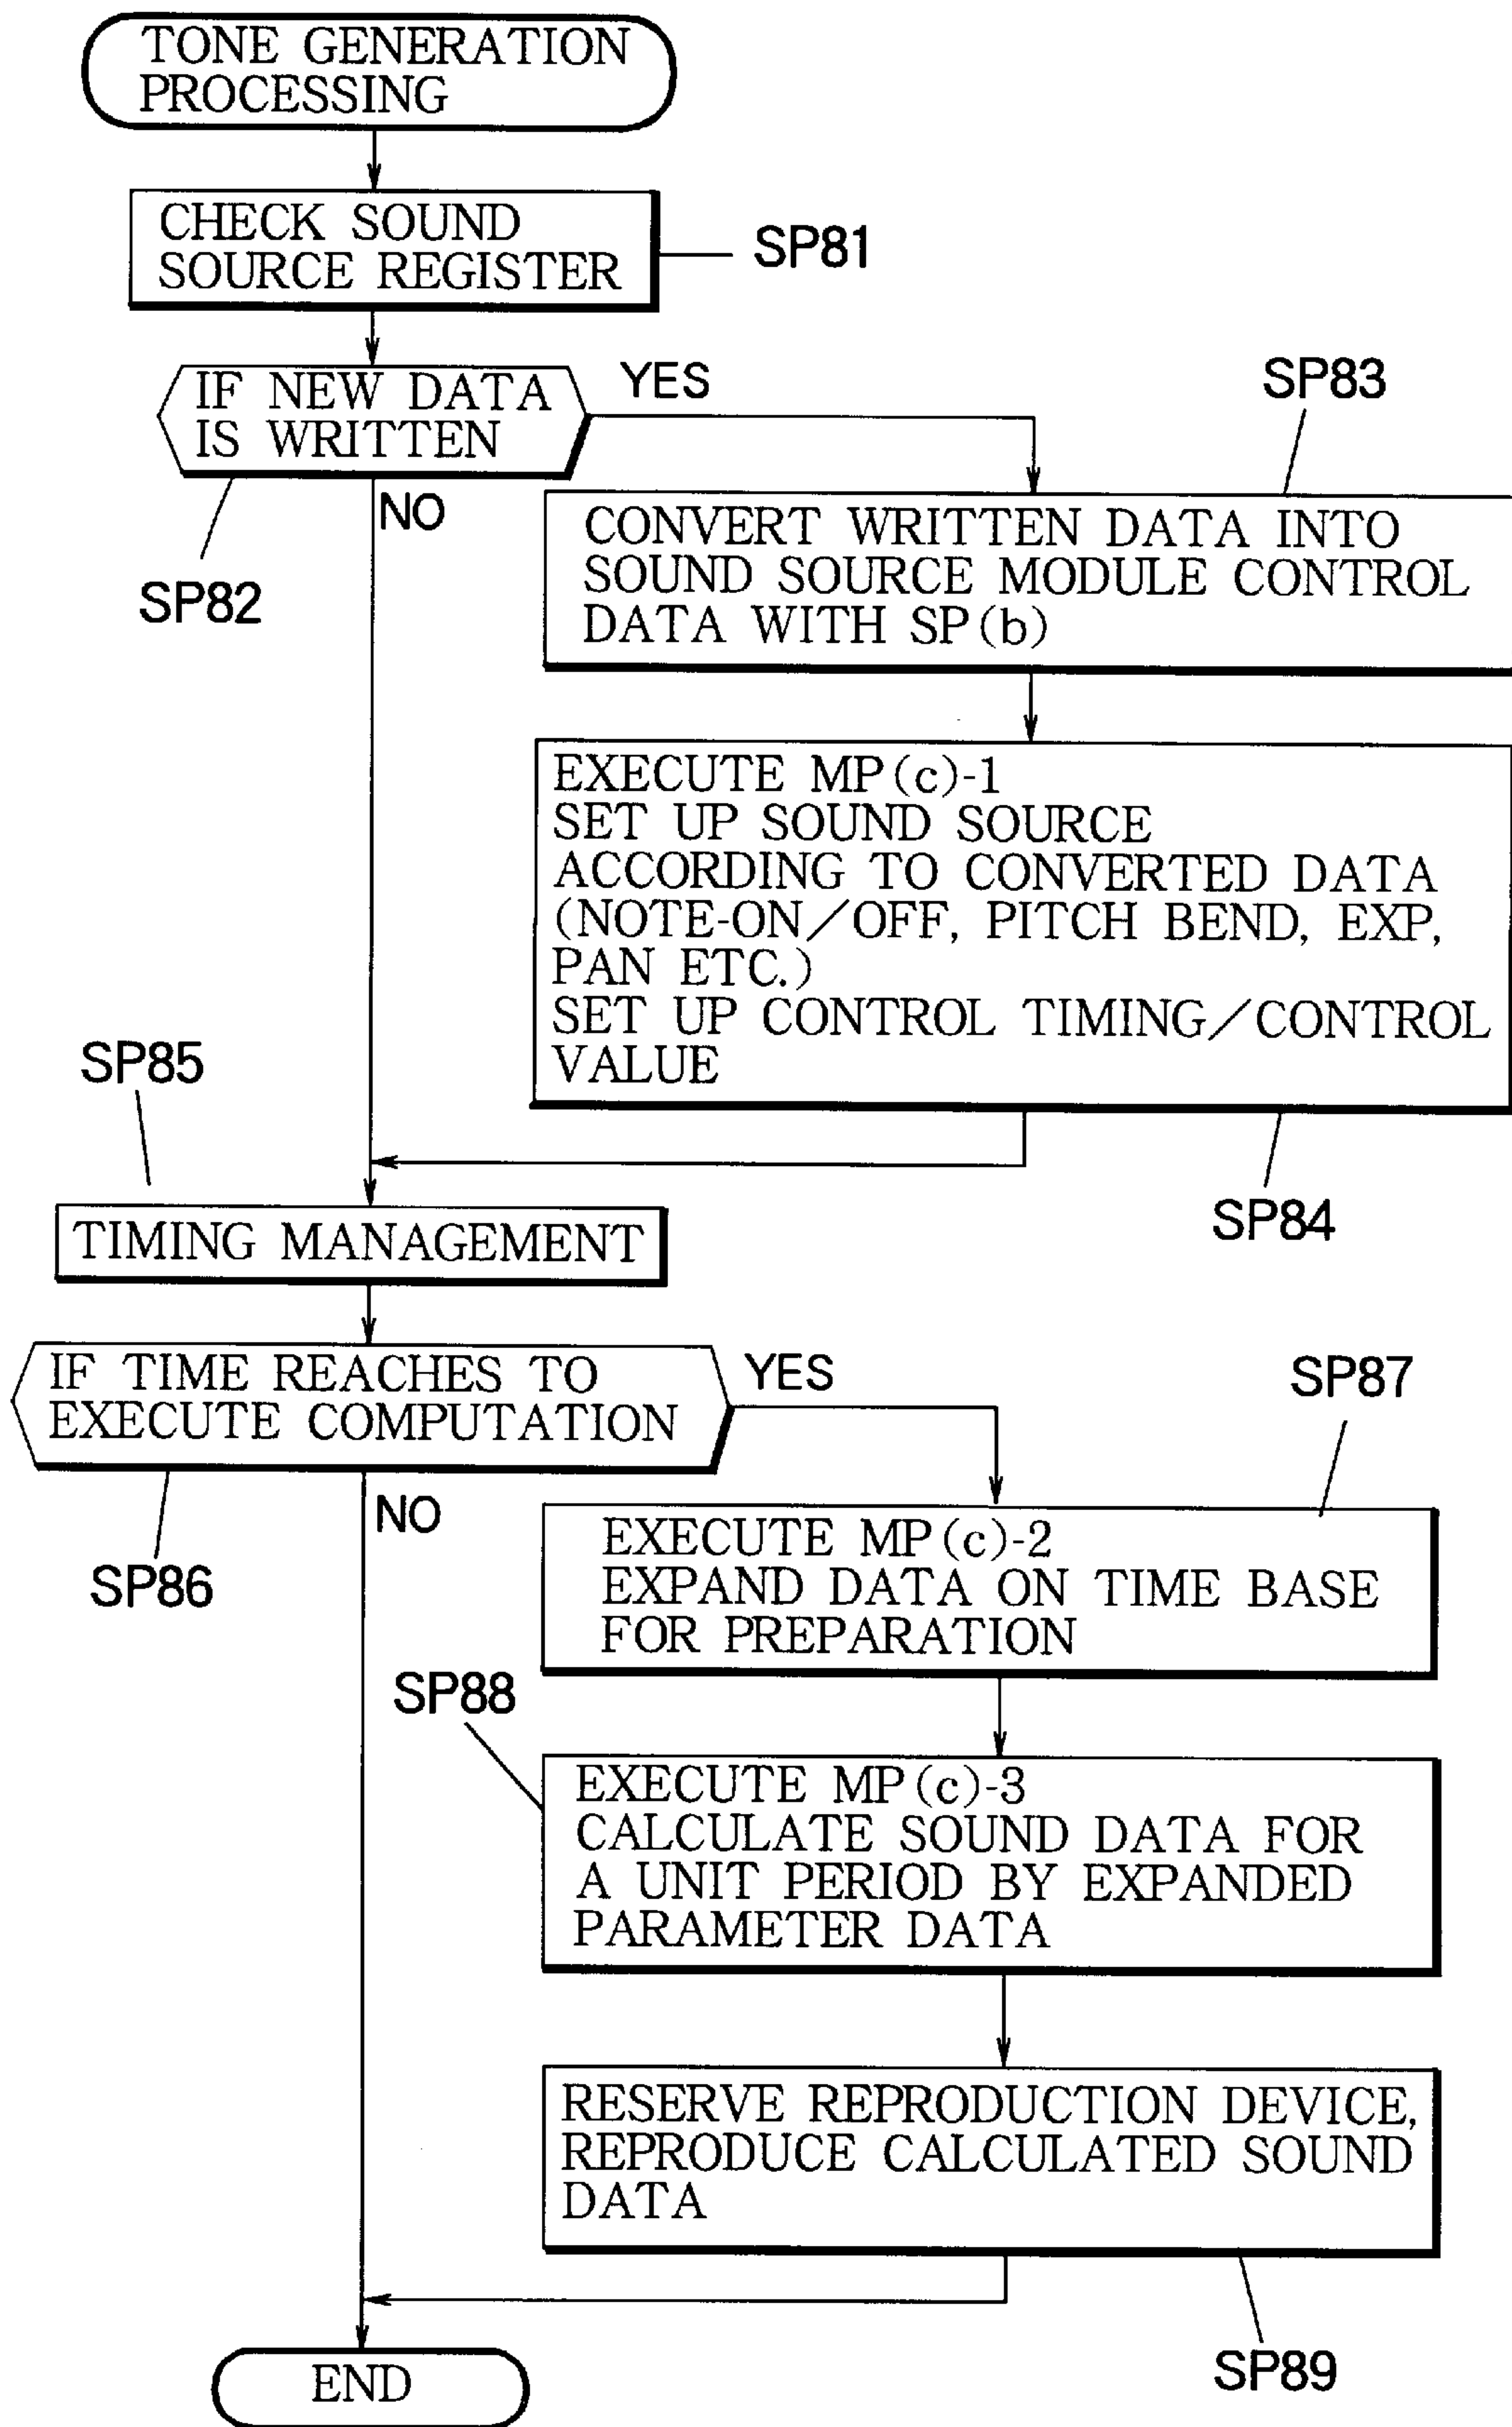 TONE GENERATION
PROCESSING
CHECK SOUND
SOURCE REGISTER
SP81
IF NEW DATA
IS WRITTEN
YES
NO
SP82
SP83
CONVERT WRITTEN DATA INTO
SOUND SOURCE MODULE CONTROL
DATA WITH SP(b)
EXECUTE MP(c)-1
SET UP SOUND SOURCE
ACCORDING TO CONVERTED DATA
(NOTE-ON/OFF, PITCH BEND, EXP,
PAN ETC.)
SET UP CONTROL TIMING/CONTROL
VALUE
SP84
SP85
TIMING MANAGEMENT
IF TIME REACHES TO
EXECUTE COMPUTATION
YES
NO
SP86
SP87
EXECUTE MP(c)-2
EXPAND DATA ON TIME BASE
FOR PREPARATION
SP88
EXECUTE MP(c)-3
CALCULATE SOUND DATA FOR
A UNIT PERIOD BY EXPANDED
PARAMETER DATA
RESERVE REPRODUCTION DEVICE,
REPRODUCE CALCULATED SOUND
DATA
SP89
END